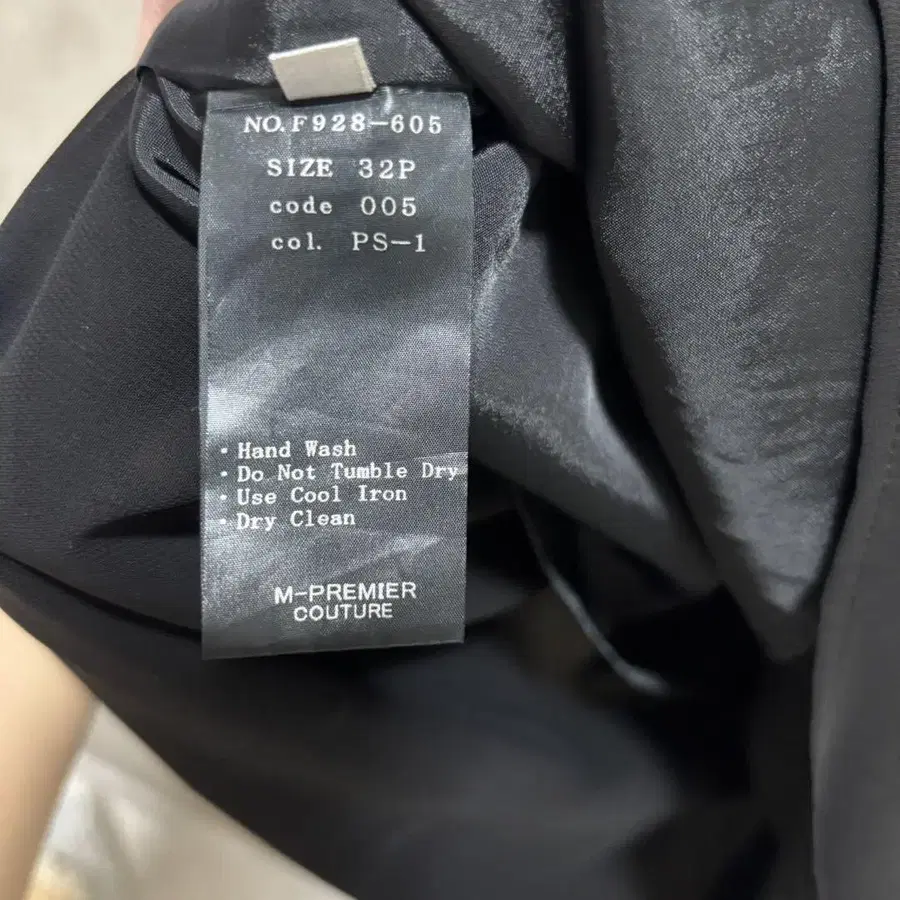 NO. F928-605
SIZE 32P
code 005
col. PS-1
· Hand Wash
· Do Not Tumble Dry
· Use Cool Iron
· Dry Clean
M-PREMIER
COUTURE